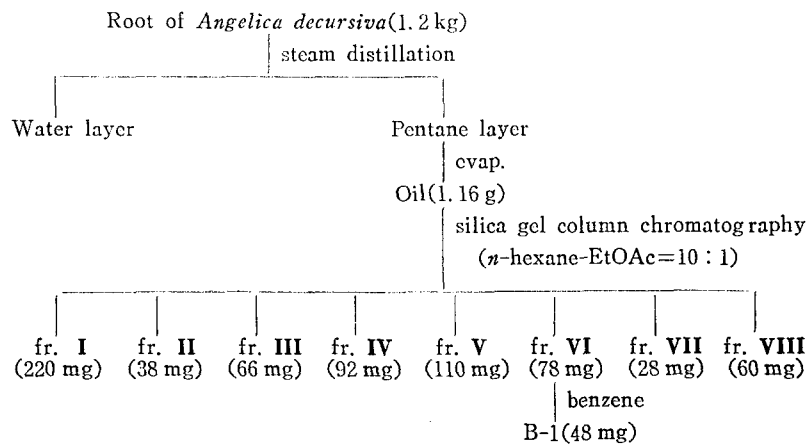 Root of Angelica decursiva(1. 2 kg)
steam distillation
Water layer Pentane layer
evap.
Oil(1. 16 g)
silica gel column chromatography
(n-hexane-EtOAc=10 : 1)
fr. I fr. II fr. III fr. IV fr. V fr. VI fr. VII fr. VIII
(220 mg) (38 mg) (66 mg) (92 mg) (110 mg) (78 mg) (28 mg) (60 mg)
benzene
B-1(48 mg)